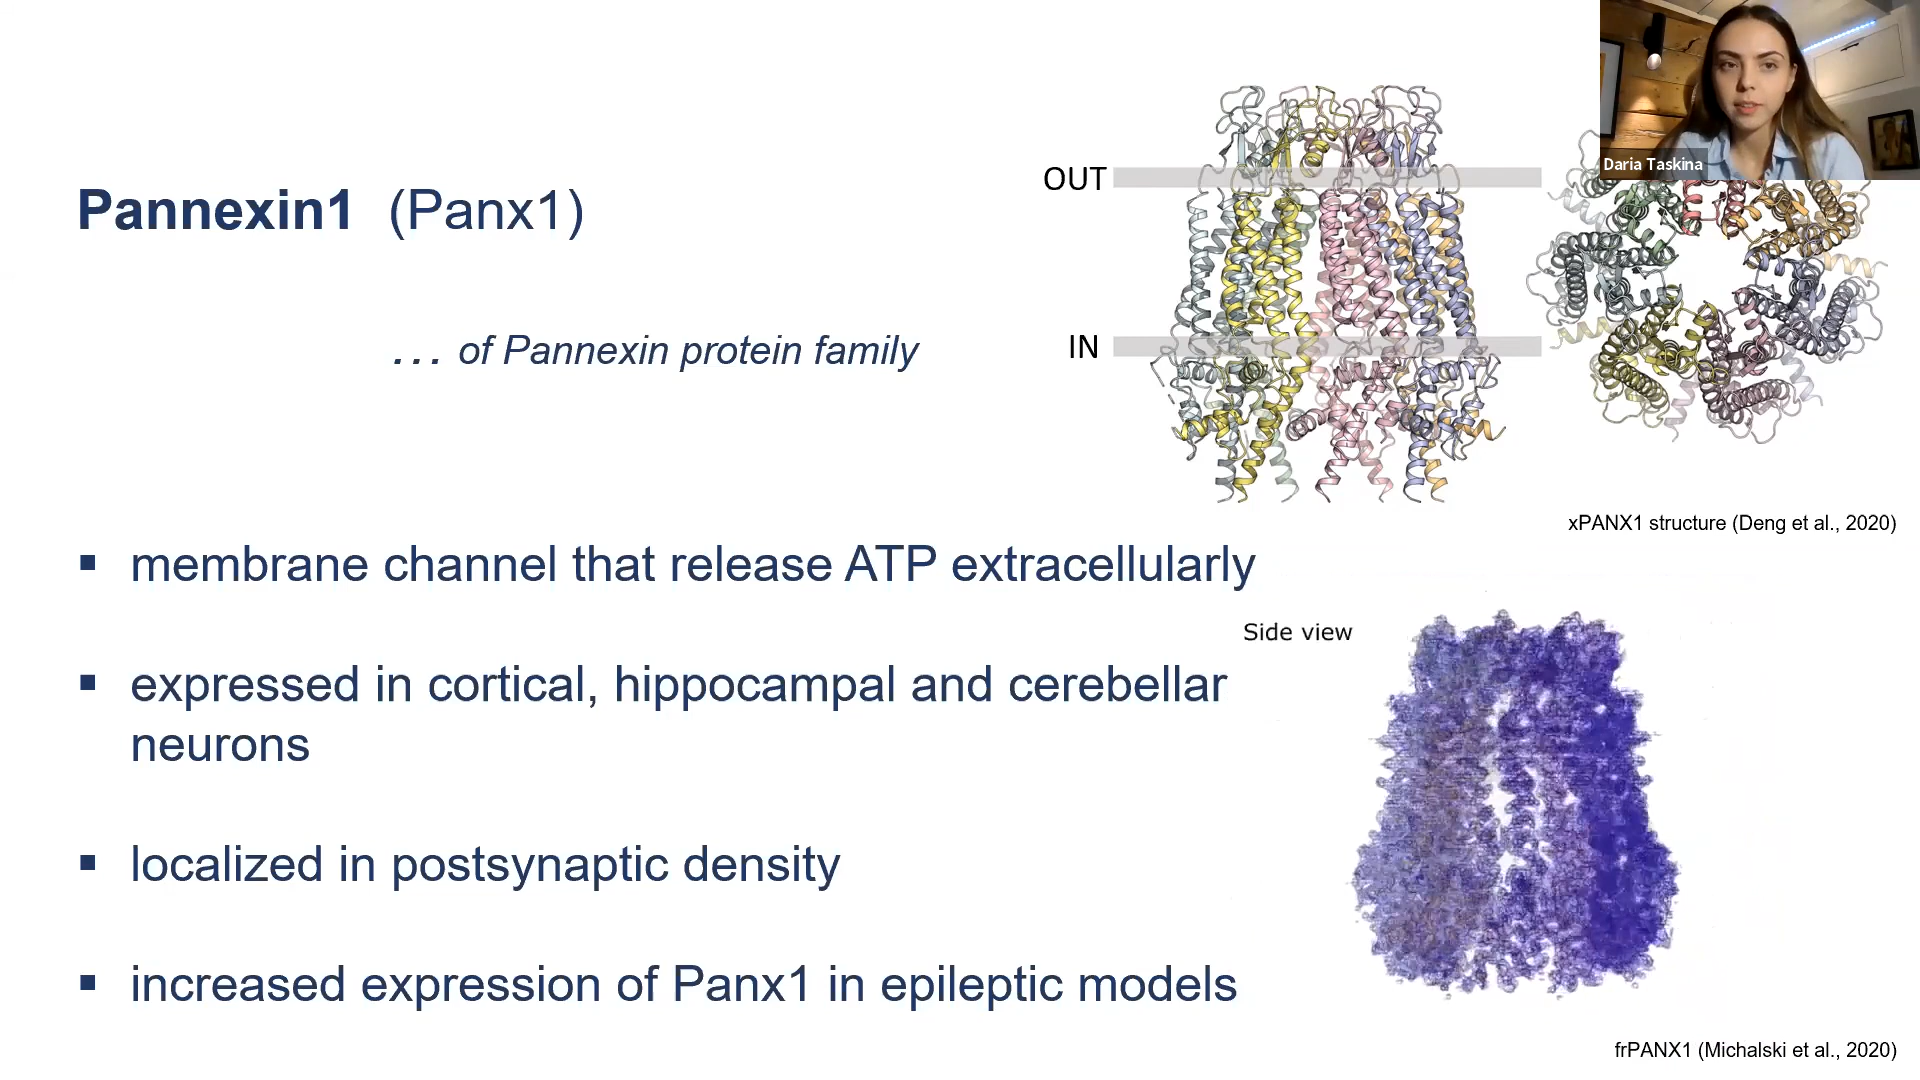 Daria Taskina
OUT
Pannexin1 (Panx1)
IN
... of Pannexin protein family
xPANX1 structure (Deng et al., 2020)
▪ membrane channel that release ATP extracellularly
Side view
▪ expressed in cortical, hippocampal and cerebellar
neurons
▪ localized in postsynaptic density
▪ increased expression of Panx1 in epileptic models
frPANX1 (Michalski et al., 2020)